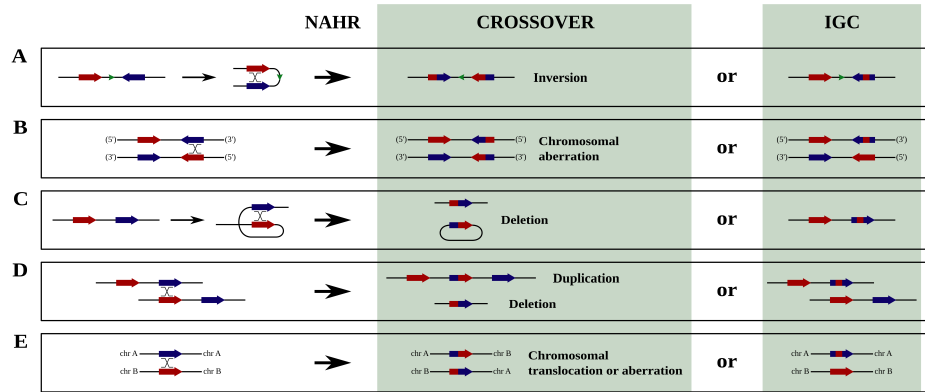 NAHR CROSSOVER IGC
A
Inversion or
B
(5') (3') (5') (5') (5') (3')
Chromosomal
aberration
or
(3') (5') (3') (3') (3') (5')
C
Deletion or
D
Duplication
or
Deletion
E
chr A chr A chr A chr B chr A chr A
Chromosomal
translocation or aberration
or
chr B chr B chr B chr A chr B chr B